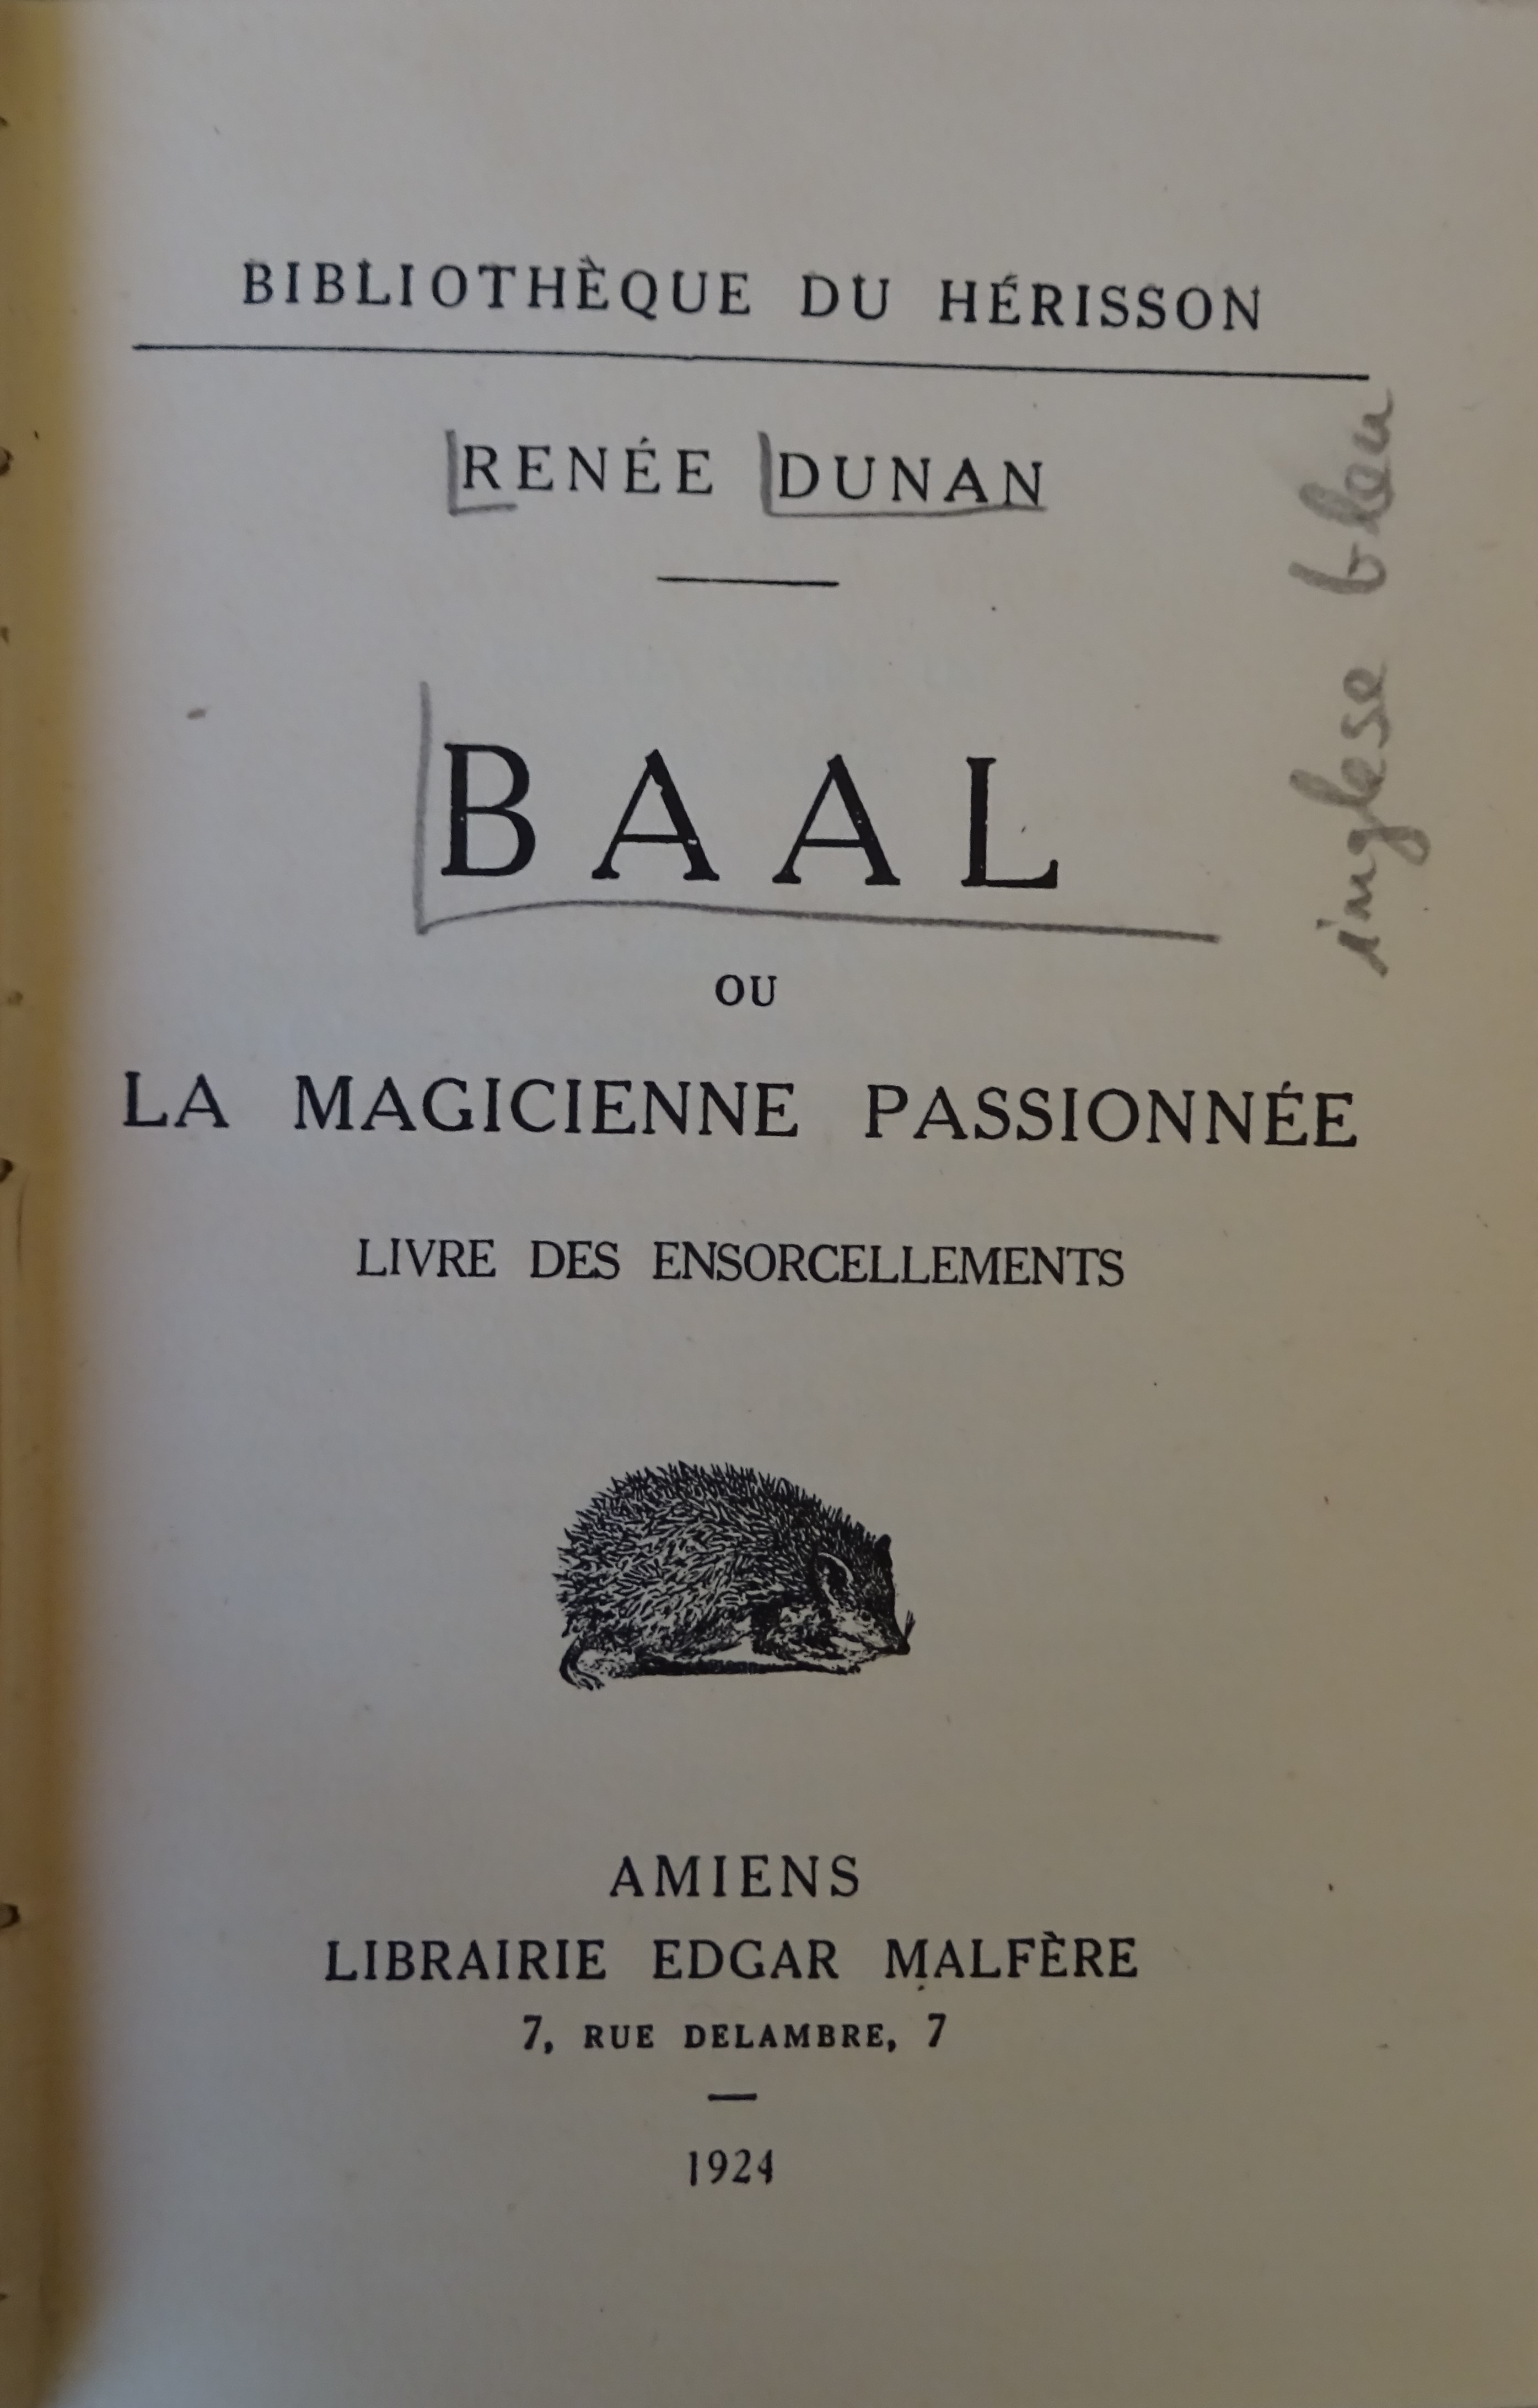 BIBLIOTHÈQUE DU HÉRISSON
RENÉE DUNAN
BAAL
OU
LA MAGICIENNE PASSIONNÉE
LIVRE DES ENSORCELLEMENTS
AMIENS
LIBRAIRIE EDGAR MALFÈRE
7, RUE DELAMBRE, 7
1924
inglese bleu